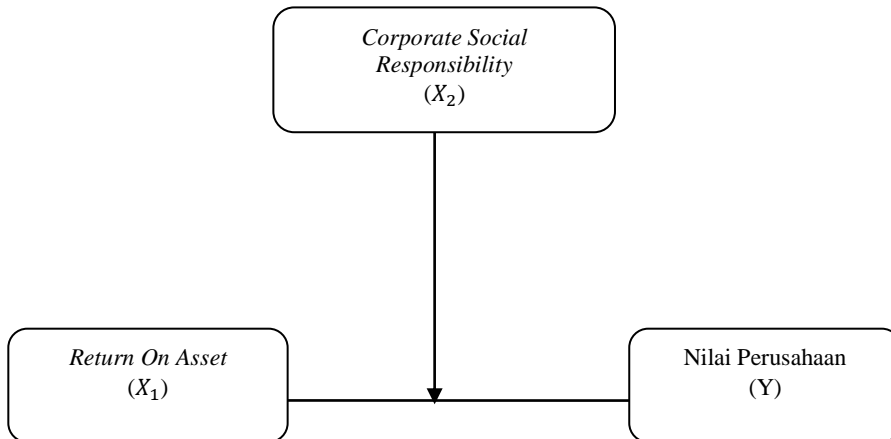 Corporate Social
Responsibility
(X₂)
Return On Asset
(X₁)
Nilai Perusahaan
(Y)